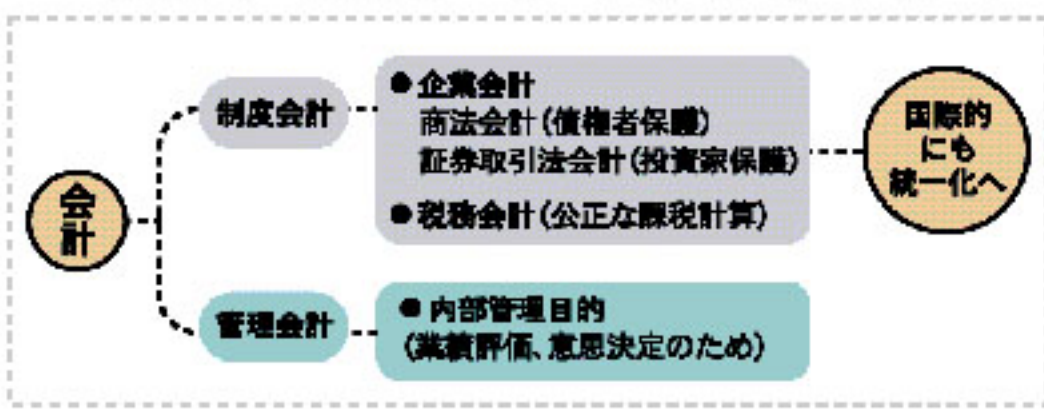 会計
制度会計
● 企業会計
商法会計(債権者保護)
証券取引法会計(投資家保護)
● 税務会計(公正な課税計算)
国際的
にも
統一化へ
管理会計
● 内部管理目的
(業績評価、意思決定のため)